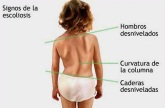 Signos de la
escoliosis
Hombros
desnivelados
Curvatura de
la columna
Caderas
desniveladas